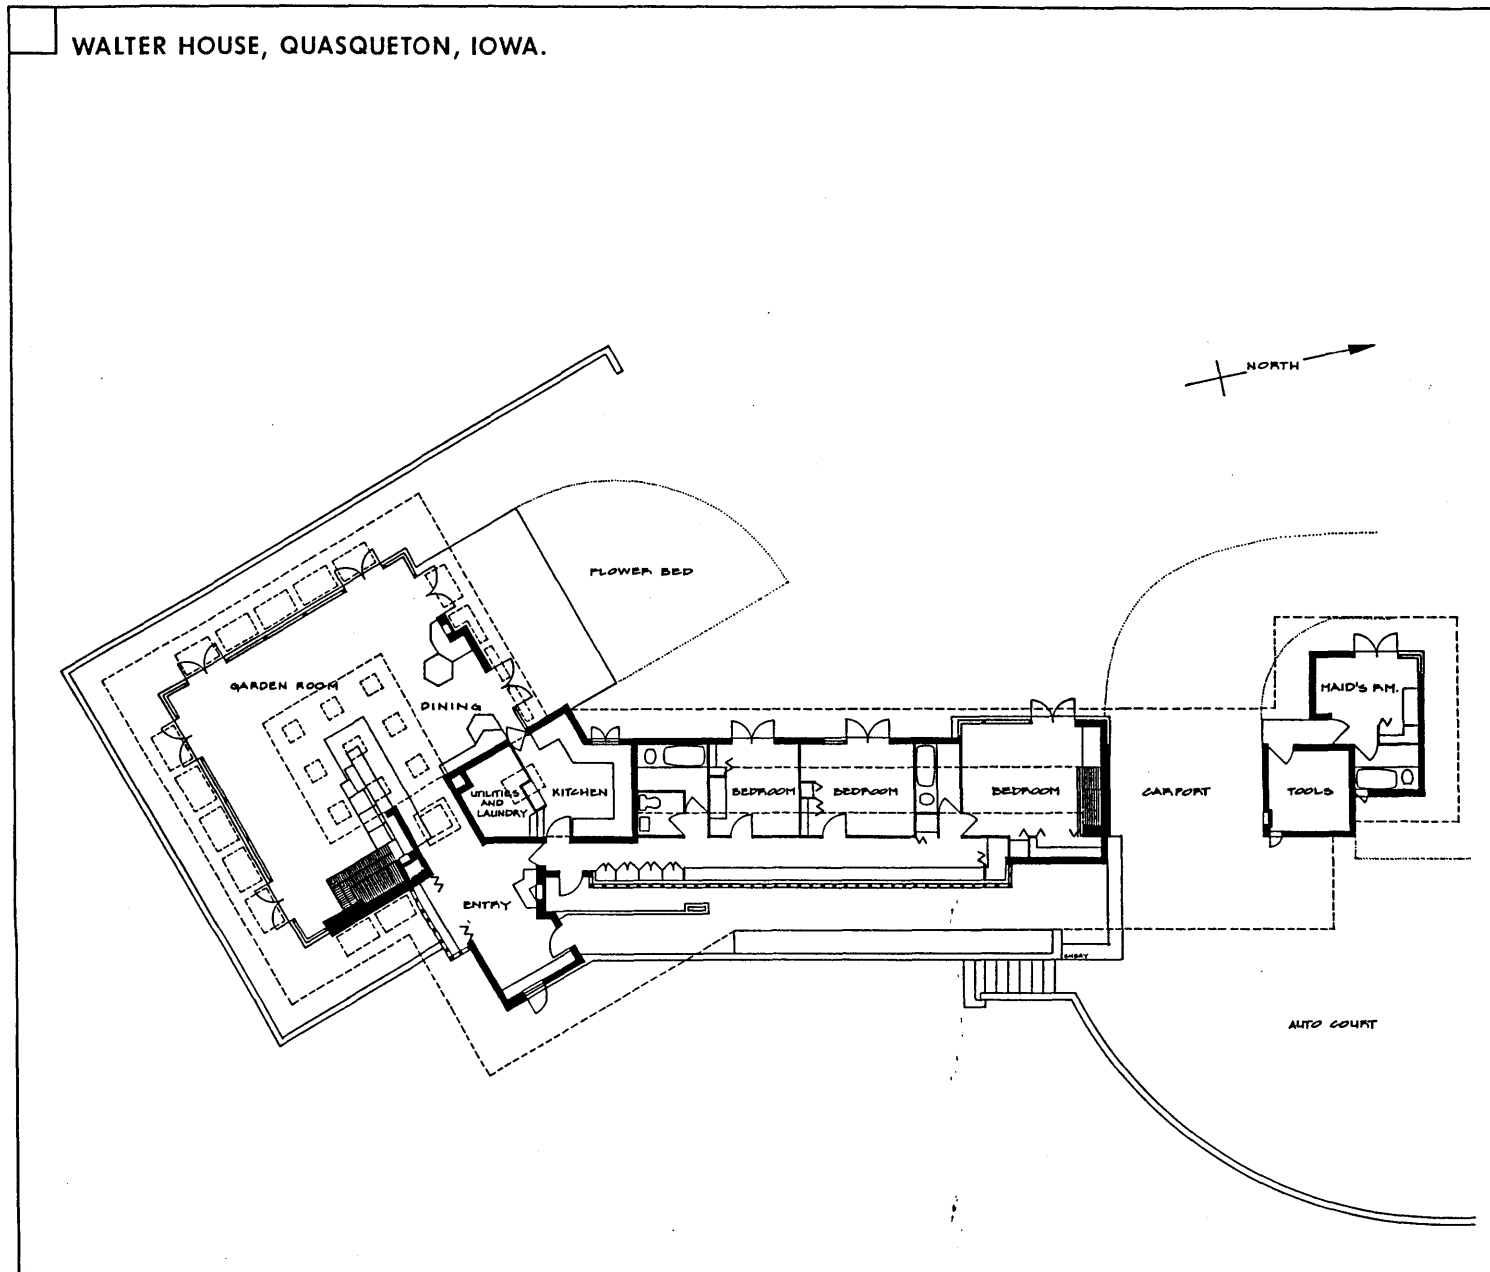 WALTER HOUSE, QUASQUETON, IOWA.
NORTH
FLOWER BED
GARDEN ROOM
MAID'S RM.
DINING
UTILITIES
AND
LAUNDRY
KITCHEN
BEDROOM
BEDROOM
BEDROOM
CARPORT
TOOLS
ENTRY
AUTO COURT